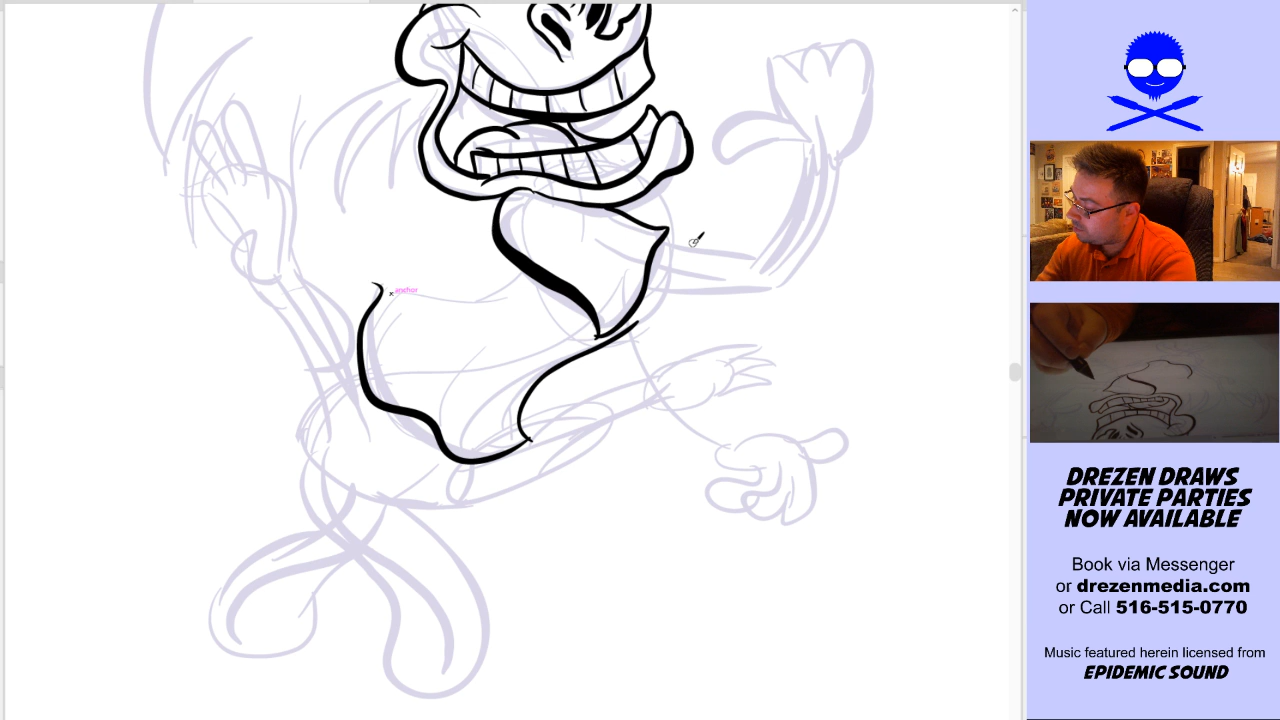 anchor
DREZEN DRAWS
PRIVATE PARTIES
NOW AVAILABLE
Book via Messenger
or drezenmedia.com
or Call 516-515-0770
Music featured herein licensed from
EPIDEMIC SOUND